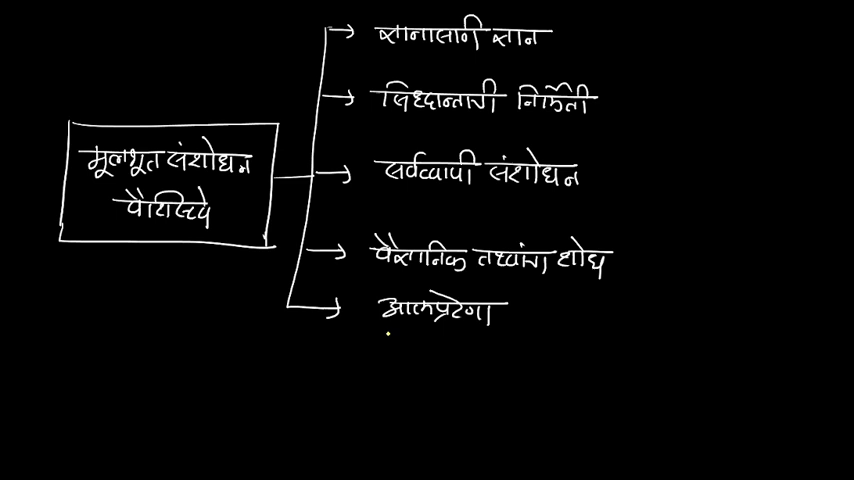 मूलभूत संशोधन
वैशिष्ट्ये
ज्ञानासाठी ज्ञान
सिध्दान्ताची निर्मिती
सर्वव्यापी संशोधन
वैज्ञानिक तथ्यांचा शोध
आत्मप्रेरणा